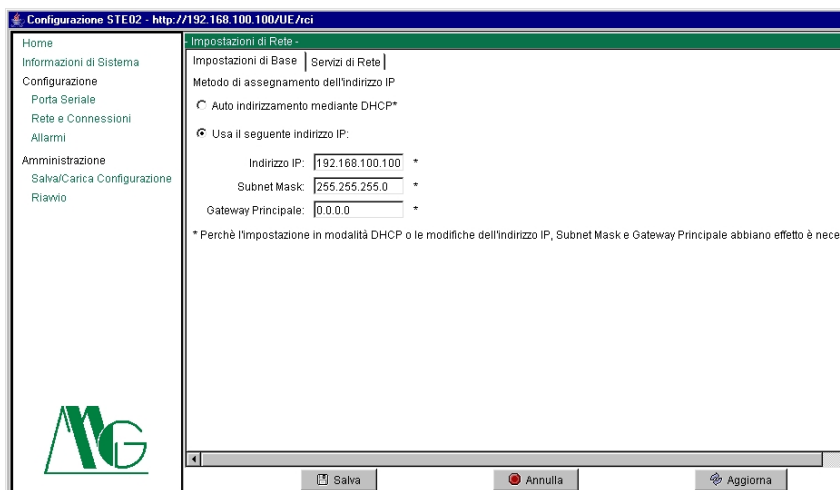 Configurazione STE02 - http://192.168.100.100/UE/rci
Home
Informazioni di Sistema
Configurazione
Porta Seriale
Rete e Connessioni
Allarmi
Amministrazione
Salva/Carica Configurazione
Riavvio
- Impostazioni di Rete -
Impostazioni di Base
Servizi di Rete
Metodo di assegnamento dell'indirizzo IP
Auto indirizzamento mediante DHCP*
Usa il seguente indirizzo IP:
Indirizzo IP: 192.168.100.100 *
Subnet Mask: 255.255.255.0 *
Gateway Principale: 0.0.0.0 *
* Perchè l'impostazione in modalità DHCP o le modifiche dell'indirizzo IP, Subnet Mask e Gateway Principale abbiano effetto è nece
MG
Salva
Annulla
Aggiorna